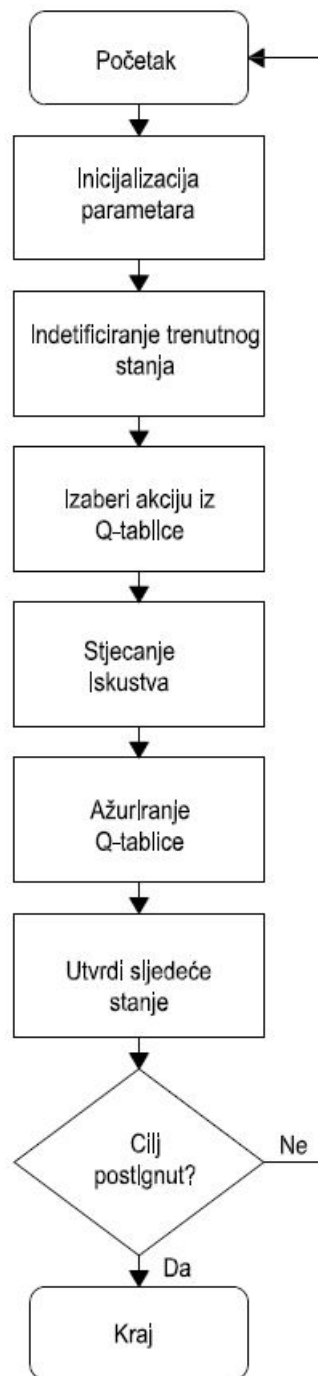 Početak
Inicijalizacija
parametara
Indetificiranje trenutnog
stanja
Izaberi akciju iz
Q-tablice
Stjecanje
Iskustva
Ažuriranje
Q-tablice
Utvrdi sljedeće
stanje
Cilj
postignut?
Ne
Da
Kraj